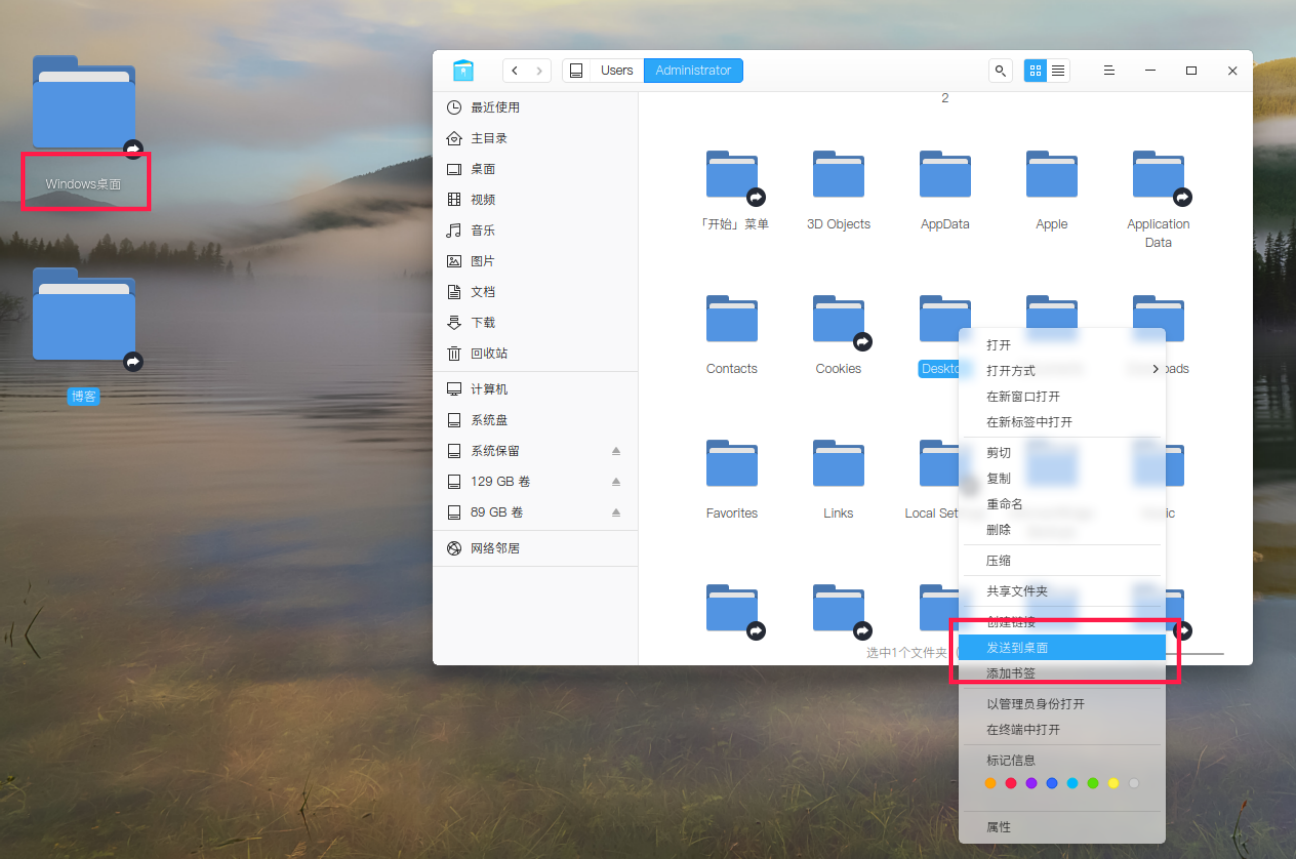 Windows桌面
博客
Users
Administrator
最近使用
主目录
桌面
视频
音乐
图片
文档
下载
回收站
计算机
系统盘
系统保留
129 GB 卷
89 GB 卷
网络邻居
2
「开始」菜单
3D Objects
AppData
Apple
Application
Data
Contacts
Cookies
Deskto
Favorites
Links
Local Set
选中1个文件夹
打开
打开方式
在新窗口打开
在新标签中打开
剪切
复制
重命名
删除
压缩
共享文件夹
创建链接
发送到桌面
添加书签
以管理员身份打开
在终端中打开
标记信息
属性